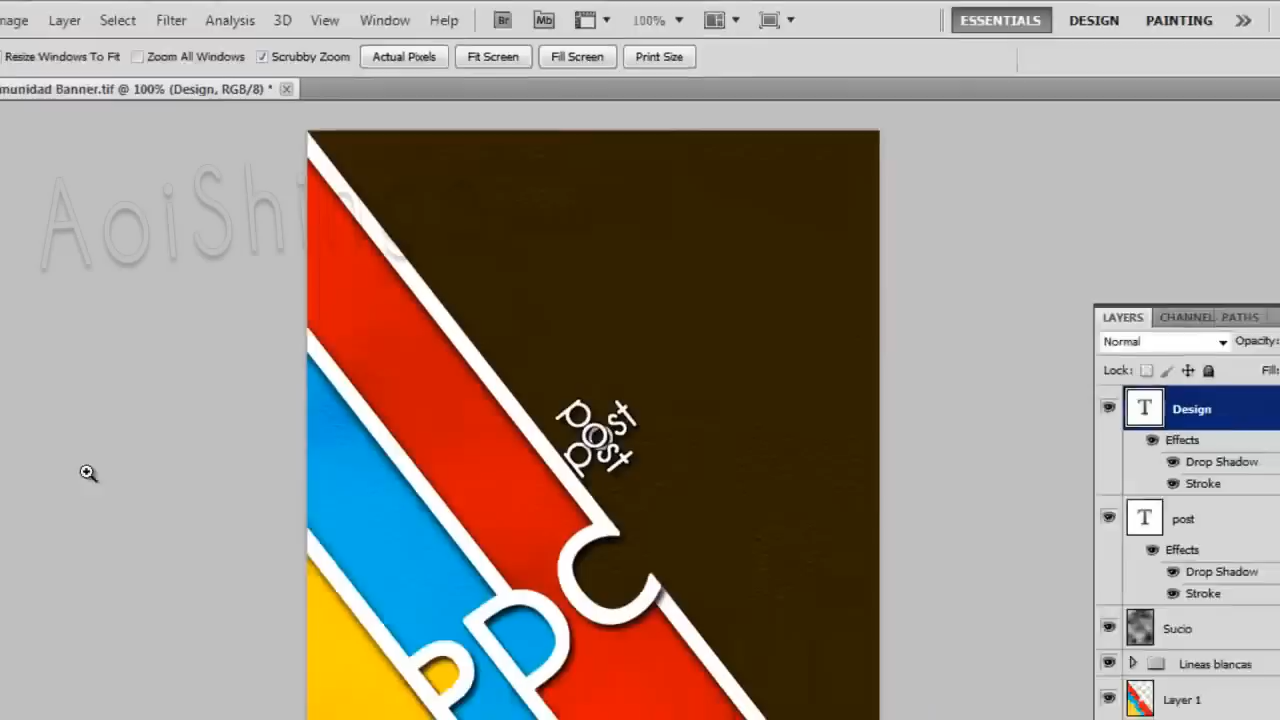 mage Layer Select Filter Analysis 3D View Window Help Br Mb 100% ESSENTIALS DESIGN PAINTING
Resize Windows To Fit Zoom All Windows Scrubby Zoom Actual Pixels Fit Screen Fill Screen Print Size
munidad Banner.tif @ 100% (Design, RGB/8) *
post
post
C
P
P
LAYERS CHANNEL PATHS
Normal Opacity:
Lock: Fill:
T Design
Effects
Drop Shadow
Stroke
T post
Effects
Drop Shadow
Stroke
Sucio
Lineas blancas
Layer 1